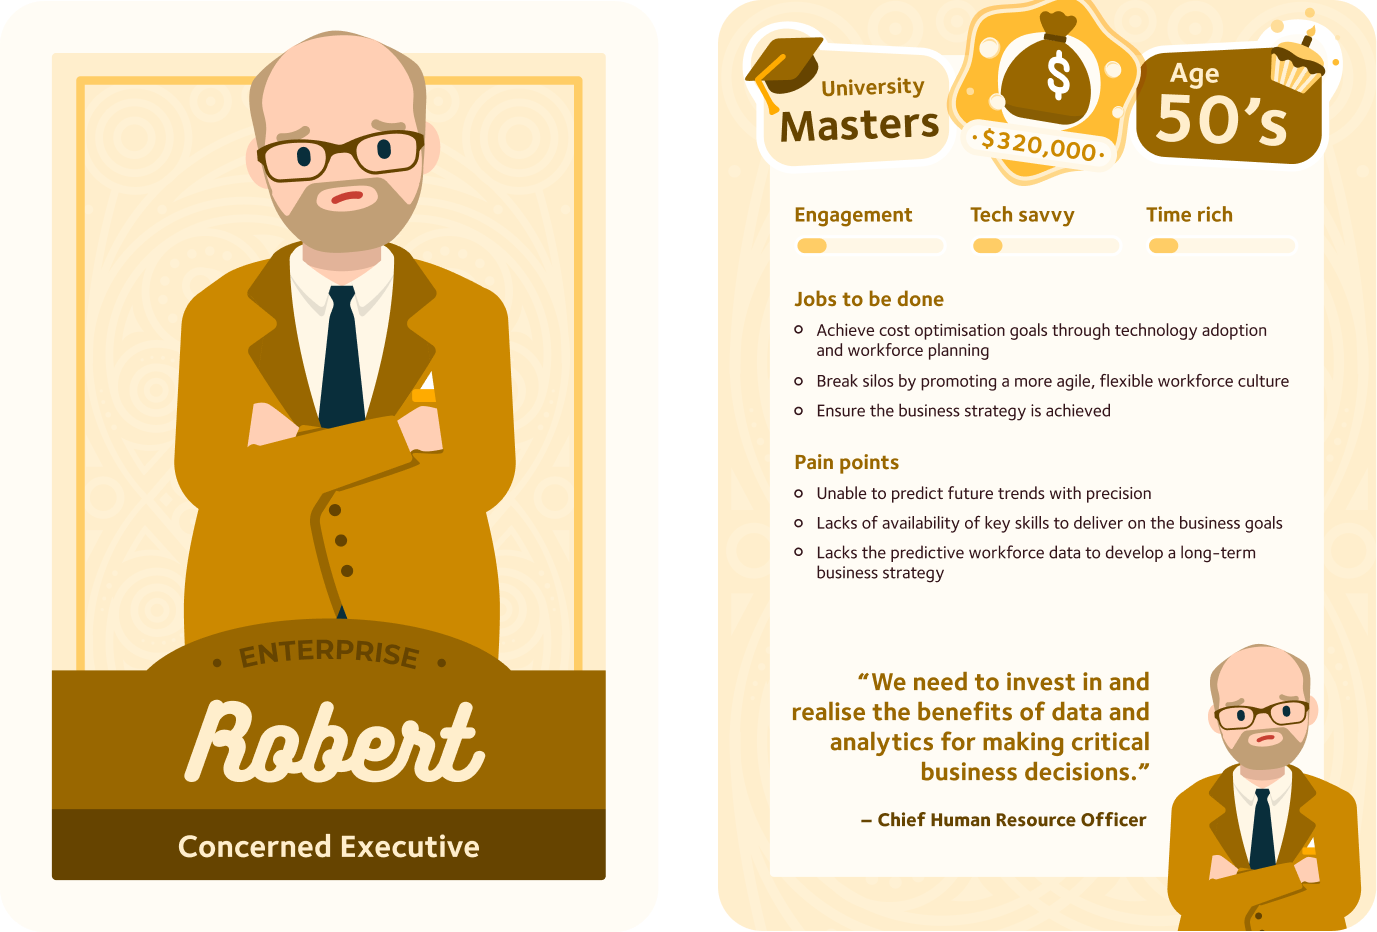 ENTERPRISE
Robert
Concerned Executive
University
Masters
$
$320,000
Age
50’s
Engagement
Tech savvy
Time rich
Jobs to be done
Achieve cost optimisation goals through technology adoption
and workforce planning
Break silos by promoting a more agile, flexible workforce culture
Ensure the business strategy is achieved
Pain points
Unable to predict future trends with precision
Lacks of availability of key skills to deliver on the business goals
Lacks the predictive workforce data to develop a long-term
business strategy
“We need to invest in and
realise the benefits of data and
analytics for making critical
business decisions.”
– Chief Human Resource Officer